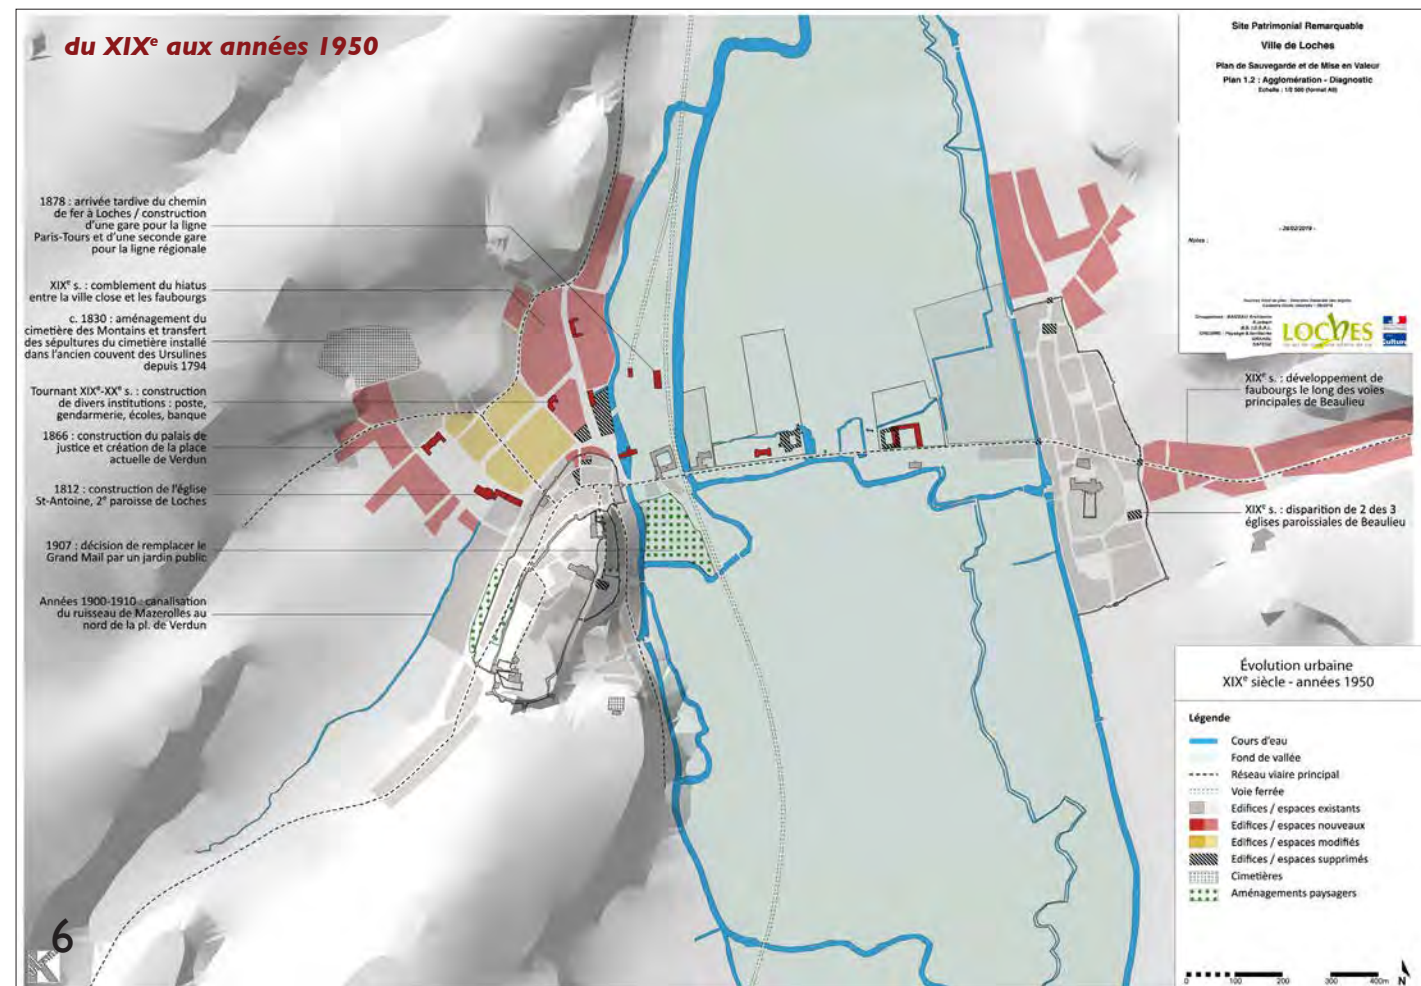 du XIXᵉ aux années 1950
1878 : arrivée tardive du chemin
de fer à Loches / construction
d'une gare pour la ligne
Paris-Tours et d'une seconde gare
pour la ligne régionale
XIXᵉ s. : comblement du hiatus
entre la ville close et les faubourgs
c. 1830 : aménagement du
cimetière des Montains et transfert
des sépultures du cimetière installé
dans l'ancien couvent des Ursulines
depuis 1794
Tournant XIXᵉ-XXᵉ s. : construction
de divers institutions : poste,
gendarmerie, écoles, banque
1866 : construction du palais de
justice et création de la place
actuelle de Verdun
1812 : construction de l'église
St-Antoine, 2ᵉ paroisse de Loches
1907 : décision de remplacer le
Grand Mail par un jardin public
Années 1900-1910 : canalisation
du ruisseau de Mazerolles au
nord de la pl. de Verdun
6
Site Patrimonial Remarquable
Ville de Loches
Plan de Sauvegarde et de Mise en Valeur
Plan 1.2 : Agglomération - Diagnostic
Echelle : 1/2 500 (format A0)
- 28/02/2019 -
Notes :
LOCHES
Culture
XIXᵉ s. : développement de
faubourgs le long des voies
principales de Beaulieu
XIXᵉ s. : disparition de 2 des 3
églises paroissiales de Beaulieu
Évolution urbaine
XIXᵉ siècle - années 1950
Légende
Cours d'eau
Fond de vallée
Réseau viaire principal
Voie ferrée
Edifices / espaces existants
Edifices / espaces nouveaux
Edifices / espaces modifiés
Edifices / espaces supprimés
Cimetières
Aménagements paysagers
0 100 200 300 400m N